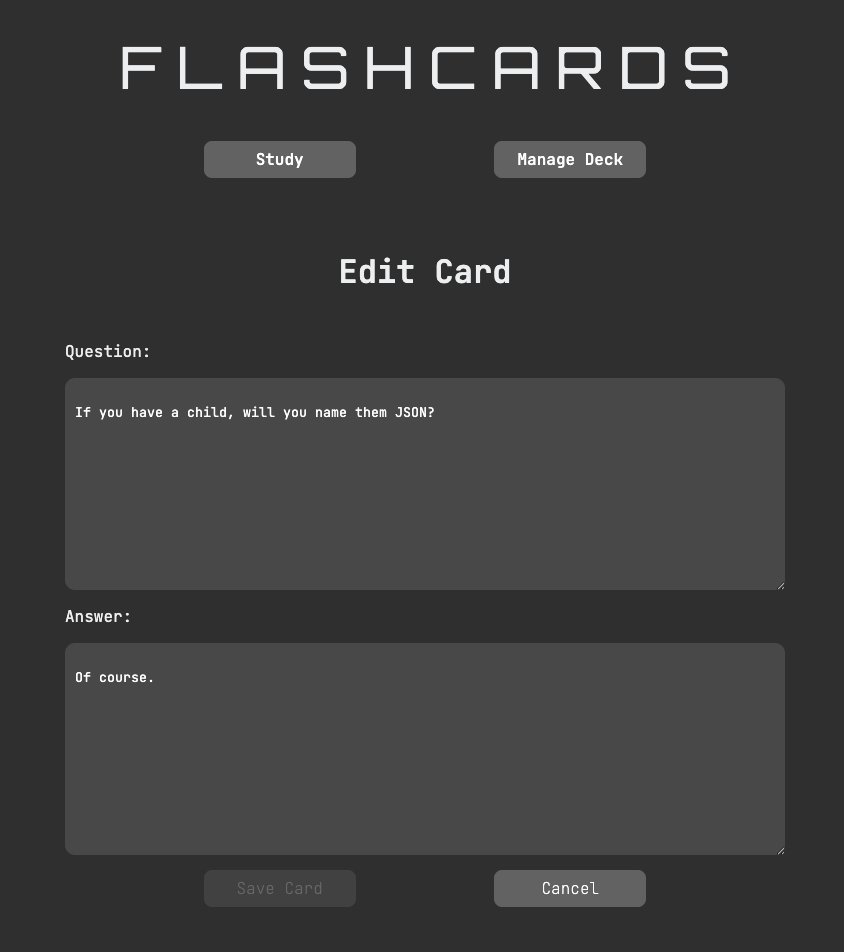 FLASHCARDS
Study Manage Deck
Edit Card
Question:
If you have a child, will you name them JSON?
Answer:
Of course.
Save Card Cancel